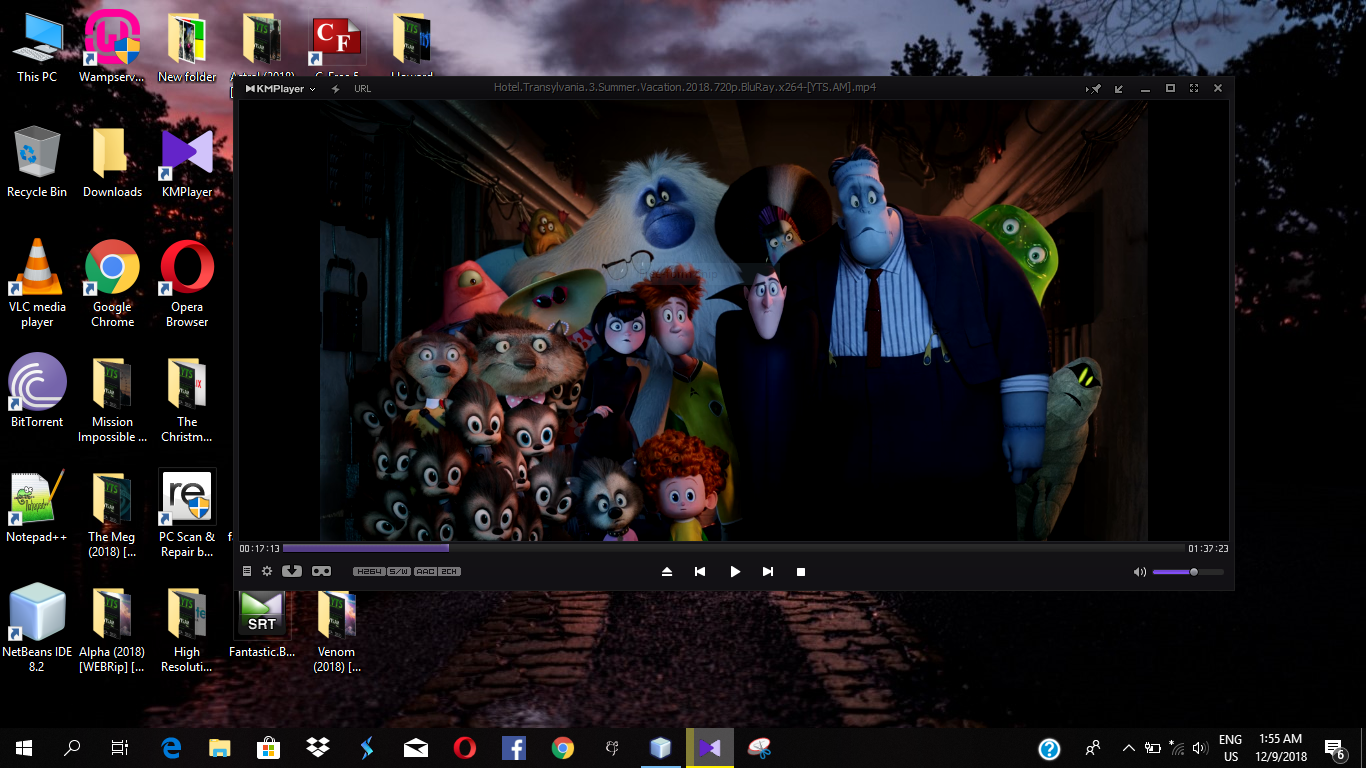 This PC
Wampserv...
New folder
Astral (2018)
C-Free 5
Howard
KMPlayer
URL
Hotel.Transylvania.3.Summer.Vacation.2018.720p.BluRay.x264-[YTS.AM].mp4
Recycle Bin
Downloads
KMPlayer
VLC media
player
Google
Chrome
Opera
Browser
BitTorrent
Mission
Impossible ...
The
Christm...
Notepad++
The Meg
(2018) [...
re
PC Scan &
Repair b...
00:17:13
01:37:23
H264
S/W
AAC
2CH
NetBeans IDE
8.2
Alpha (2018)
[WEBRip] [...
High
Resoluti...
SRT
Fantastic.B...
Venom
(2018) [...
ENG
US
1:55 AM
12/9/2018
6